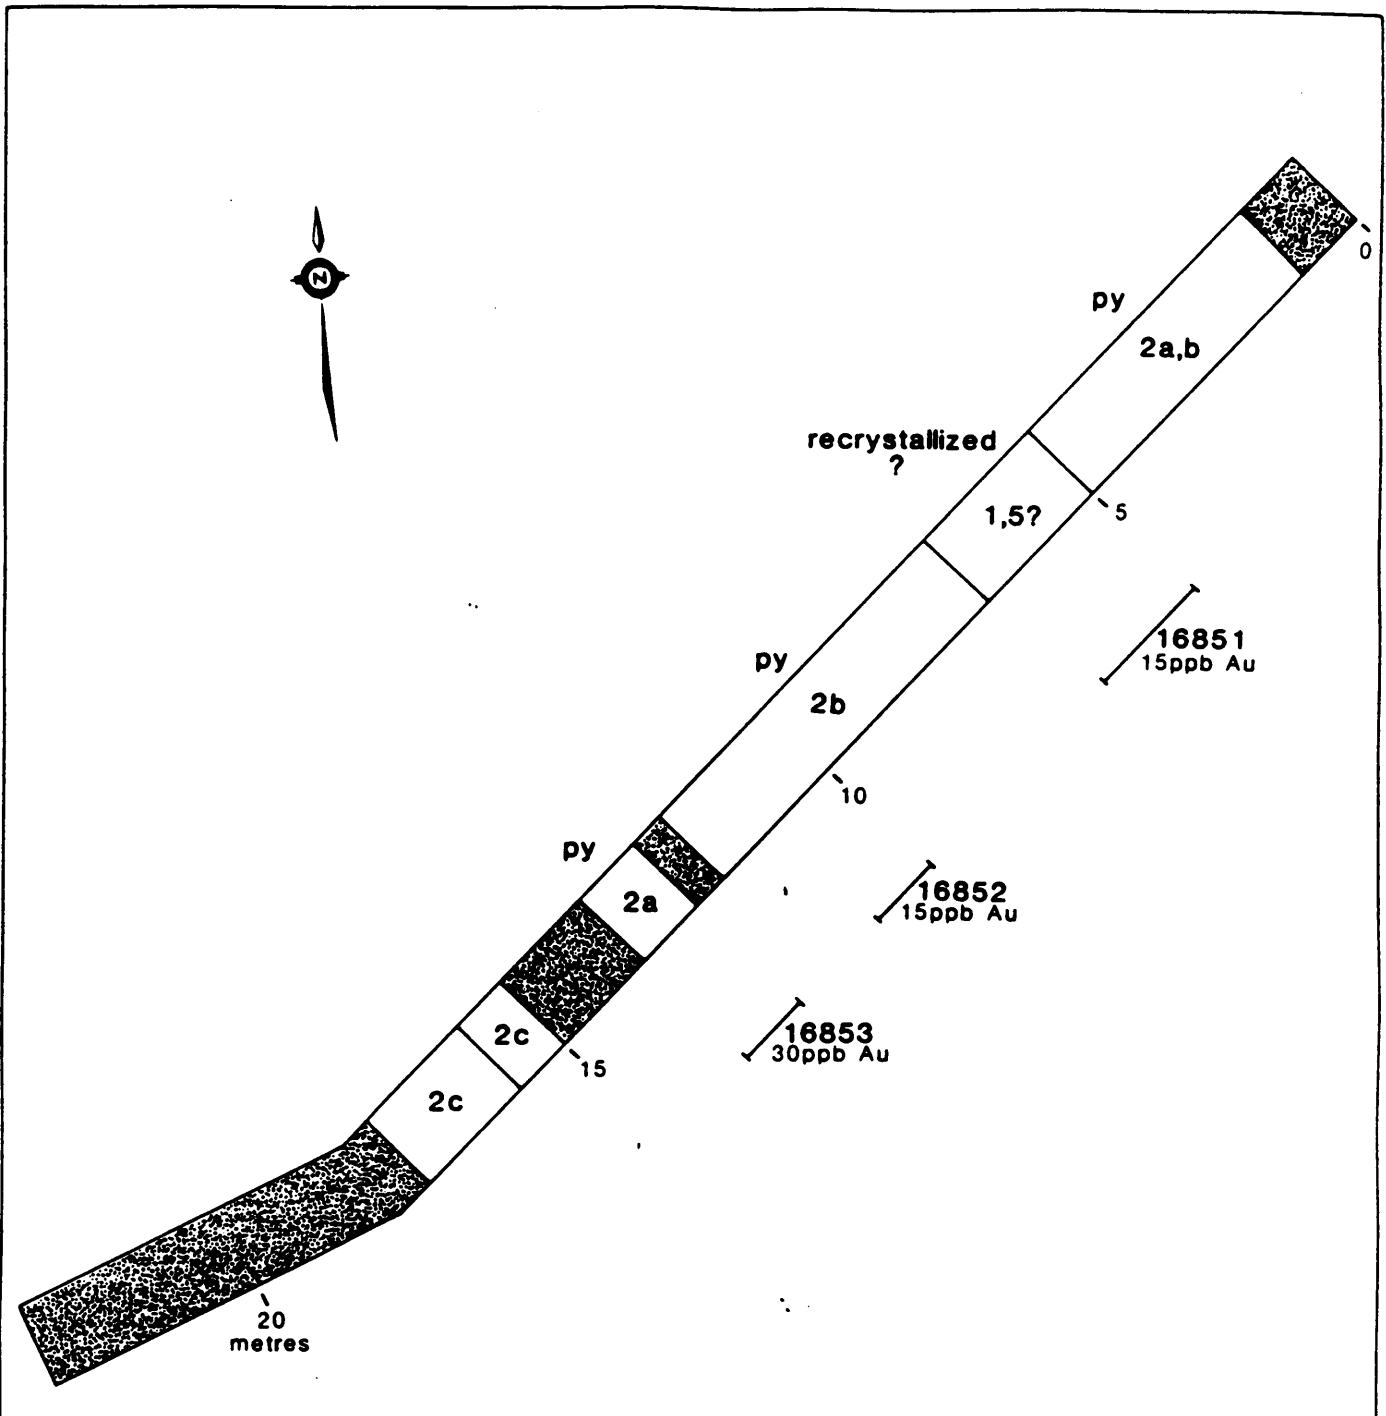 0
py
2a,b
recrystallized
?
5
1,5?
16851
15ppb Au
py
2b
10
py
2a
16852
15ppb Au
2c
16853
30ppb Au
15
2c
20
metres
N